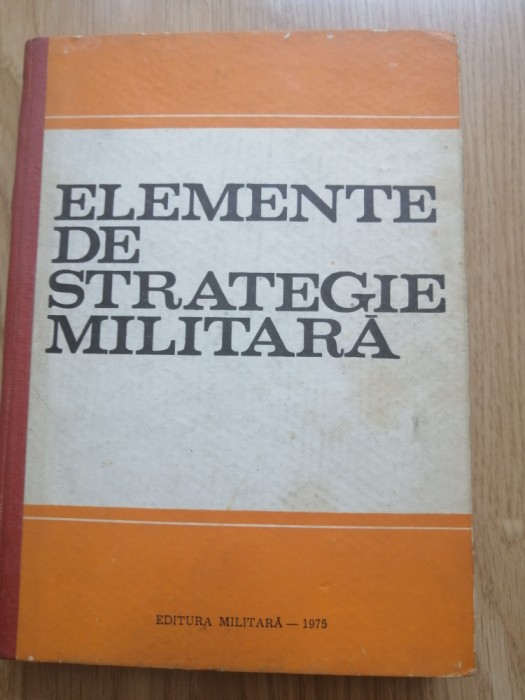 ELEMENTE
DE
STRATEGIE
MILITARĂ
EDITURA MILITARĂ — 1975